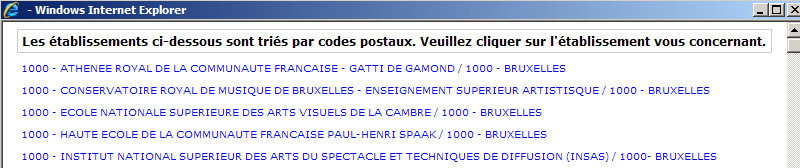 - Windows Internet Explorer
Les établissements ci-dessous sont triés par codes postaux. Veuillez cliquer sur l'établissement vous concernant.
1000 - ATHENEE ROYAL DE LA COMMUNAUTE FRANCAISE - GATTI DE GAMOND / 1000 - BRUXELLES
1000 - CONSERVATOIRE ROYAL DE MUSIQUE DE BRUXELLES - ENSEIGNEMENT SUPERIEUR ARTISTISQUE / 1000 - BRUXELLES
1000 - ECOLE NATIONALE SUPERIEURE DES ARTS VISUELS DE LA CAMBRE / 1000 - BRUXELLES
1000 - HAUTE ECOLE DE LA COMMUNAUTE FRANCAISE PAUL-HENRI SPAAK / 1000 - BRUXELLES
1000 - INSTITUT NATIONAL SUPERIEUR DES ARTS DU SPECTACLE ET TECHNIQUES DE DIFFUSION (INSAS) / 1000- BRUXELLES